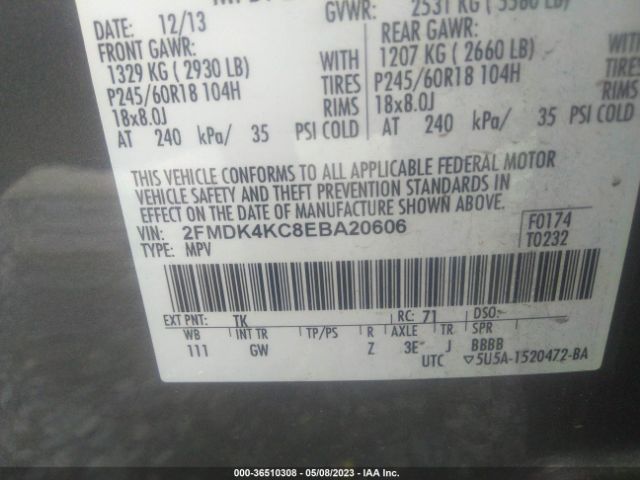 GVWR: 2531 KG ( 5580 LB)
DATE: 12/13
FRONT GAWR: REAR GAWR:
1329 KG ( 2930 LB) WITH 1207 KG ( 2660 LB) WITH
P245/60R18 104H TIRES P245/60R18 104H TIRES
18x8.0J RIMS 18x8.0J RIMS
AT 240 kPa/ 35 PSI COLD AT 240 kPa/ 35 PSI COLD
THIS VEHICLE CONFORMS TO ALL APPLICABLE FEDERAL MOTOR
VEHICLE SAFETY AND THEFT PREVENTION STANDARDS IN
EFFECT ON THE DATE OF MANUFACTURE SHOWN ABOVE.
VIN: 2FMDK4KC8EBA20606 F0174
TYPE: MPV T0232
EXT PNT: TK RC: 71 DSO:
WB INT TR TP/PS R AXLE TR SPR
111 GW Z 3E J BBBB
UTC ▽5U5A-1520472-BA
000-36510308 - 05/08/2023 - IAA Inc.